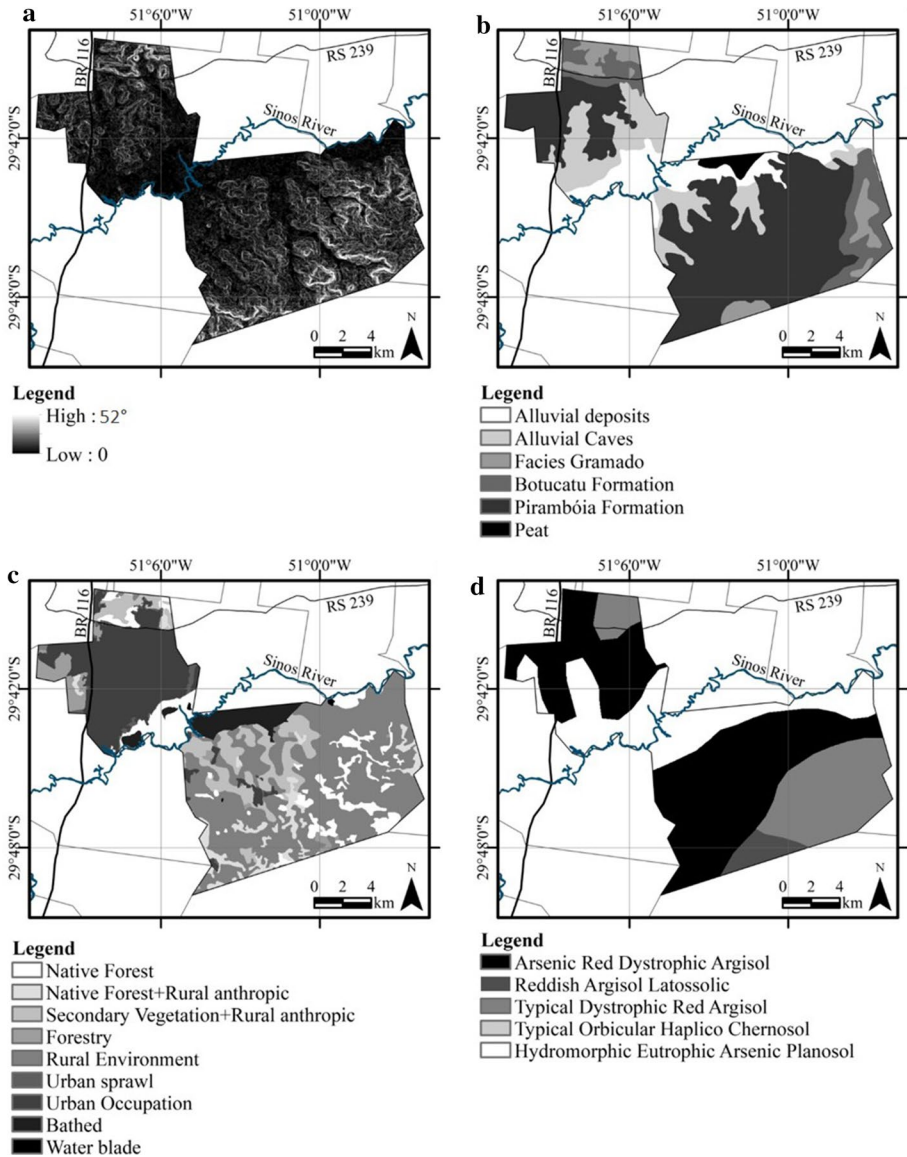 a
51°6'0"W 51°0'0"W
BR 116
RS 239
Sinos River
29°42'0"S
29°48'0"S
0 2 4
km
N
Legend
High : 52°
Low : 0
b
51°6'0"W 51°0'0"W
BR 116
RS 239
Sinos River
29°42'0"S
29°48'0"S
0 2 4
km
N
Legend
Alluvial deposits
Alluvial Caves
Facies Gramado
Botucatu Formation
Pirambóia Formation
Peat
c
51°6'0"W 51°0'0"W
BR 116
RS 239
Sinos River
29°42'0"S
29°48'0"S
0 2 4
km
N
Legend
Native Forest
Native Forest+Rural anthropic
Secondary Vegetation+Rural anthropic
Forestry
Rural Environment
Urban sprawl
Urban Occupation
Bathed
Water blade
d
51°6'0"W 51°0'0"W
BR 116
RS 239
Sinos River
29°42'0"S
29°48'0"S
0 2 4
km
N
Legend
Arsenic Red Dystrophic Argisol
Reddish Argisol Latossolic
Typical Dystrophic Red Argisol
Typical Orbicular Haplico Chernosol
Hydromorphic Eutrophic Arsenic Planosol